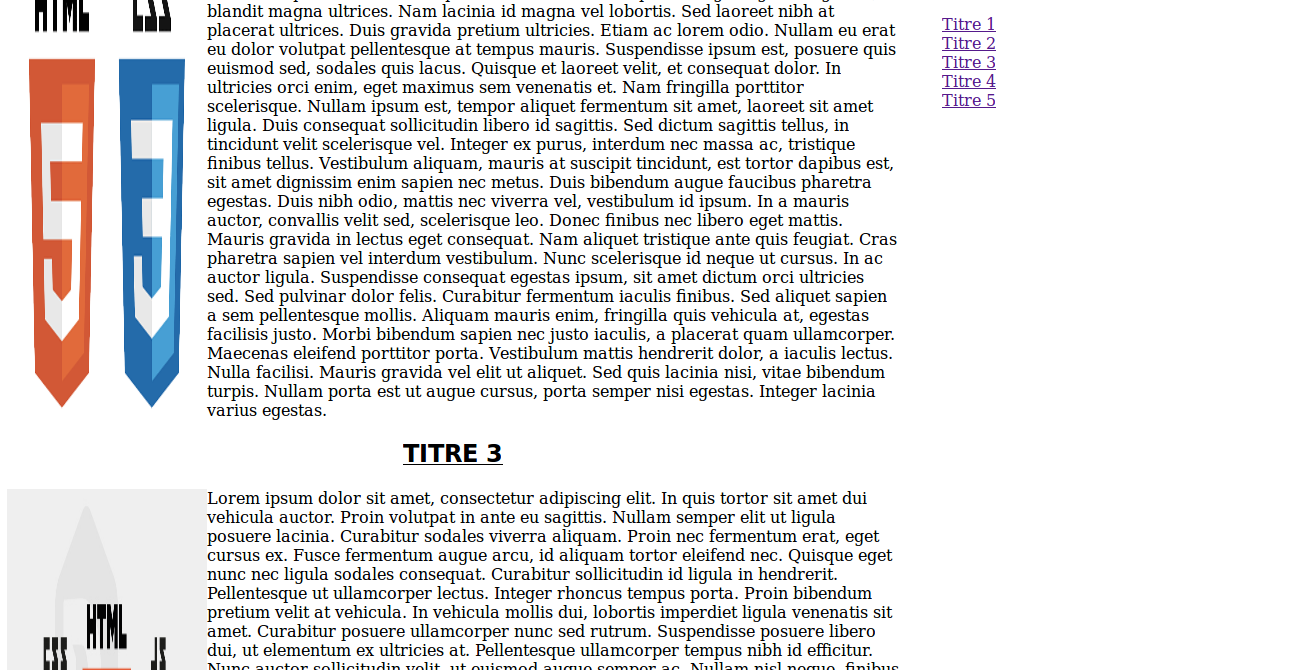 HTML CSS
5 3
blandit magna ultrices. Nam lacinia id magna vel lobortis. Sed laoreet nibh at
placerat ultrices. Duis gravida pretium ultricies. Etiam ac lorem odio. Nullam eu erat
eu dolor volutpat pellentesque at tempus mauris. Suspendisse ipsum est, posuere quis
euismod sed, sodales quis lacus. Quisque et laoreet velit, et consequat dolor. In
ultricies orci enim, eget maximus sem venenatis et. Nam fringilla porttitor
scelerisque. Nullam ipsum est, tempor aliquet fermentum sit amet, laoreet sit amet
ligula. Duis consequat sollicitudin libero id sagittis. Sed dictum sagittis tellus, in
tincidunt velit scelerisque vel. Integer ex purus, interdum nec massa ac, tristique
finibus tellus. Vestibulum aliquam, mauris at suscipit tincidunt, est tortor dapibus est,
sit amet dignissim enim sapien nec metus. Duis bibendum augue faucibus pharetra
egestas. Duis nibh odio, mattis nec viverra vel, vestibulum id ipsum. In a mauris
auctor, convallis velit sed, scelerisque leo. Donec finibus nec libero eget mattis.
Mauris gravida in lectus eget consequat. Nam aliquet tristique ante quis feugiat. Cras
pharetra sapien vel interdum vestibulum. Nunc scelerisque id neque ut cursus. In ac
auctor ligula. Suspendisse consequat egestas ipsum, sit amet dictum orci ultricies
sed. Sed pulvinar dolor felis. Curabitur fermentum iaculis finibus. Sed aliquet sapien
a sem pellentesque mollis. Aliquam mauris enim, fringilla quis vehicula at, egestas
facilisis justo. Morbi bibendum sapien nec justo iaculis, a placerat quam ullamcorper.
Maecenas eleifend porttitor porta. Vestibulum mattis hendrerit dolor, a iaculis lectus.
Nulla facilisi. Mauris gravida vel elit ut aliquet. Sed quis lacinia nisi, vitae bibendum
turpis. Nullam porta est ut augue cursus, porta semper nisi egestas. Integer lacinia
varius egestas.
TITRE 3
HTML
CSS JS
Lorem ipsum dolor sit amet, consectetur adipiscing elit. In quis tortor sit amet dui
vehicula auctor. Proin volutpat in ante eu sagittis. Nullam semper elit ut ligula
posuere lacinia. Curabitur sodales viverra aliquam. Proin nec fermentum erat, eget
cursus ex. Fusce fermentum augue arcu, id aliquam tortor eleifend nec. Quisque eget
nunc nec ligula sodales consequat. Curabitur sollicitudin id ligula in hendrerit.
Pellentesque ut ullamcorper lectus. Integer rhoncus tempus porta. Proin bibendum
pretium velit at vehicula. In vehicula mollis dui, lobortis imperdiet ligula venenatis sit
amet. Curabitur posuere ullamcorper nunc sed rutrum. Suspendisse posuere libero
dui, ut elementum ex ultricies at. Pellentesque ullamcorper tempus nibh id efficitur.
Nunc auctor sollicitudin velit, ut euismod augue semper ac. Nullam nisl neque, finibus
Titre 1
Titre 2
Titre 3
Titre 4
Titre 5